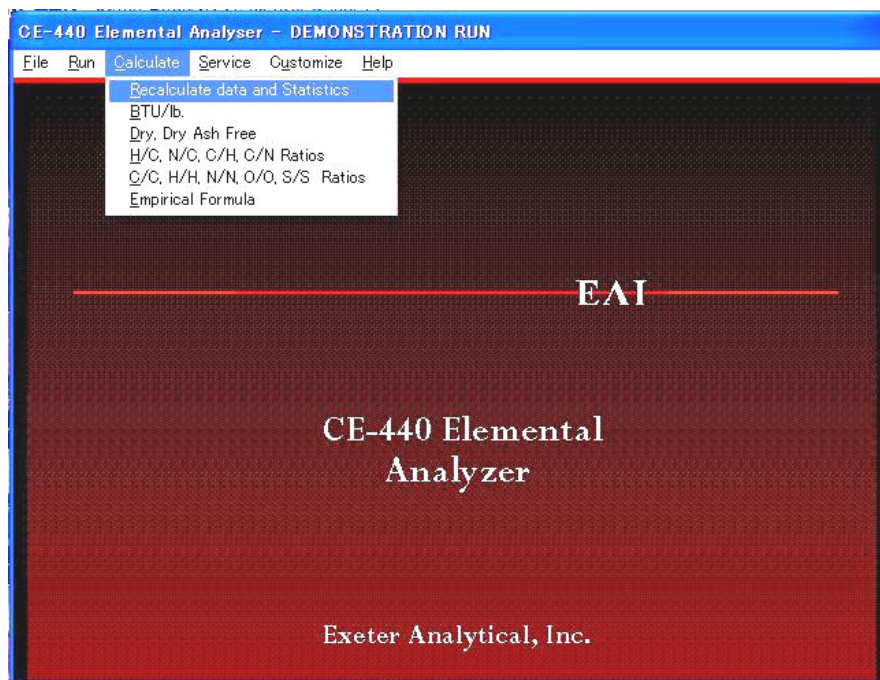 CE-440 Elemental Analyser - DEMONSTRATION RUN
File Run Calculate Service Customize Help
Recalculate data and Statistics
BTU/lb.
Dry, Dry Ash Free
H/C, N/C, C/H, C/N Ratios
C/C, H/H, N/N, O/O, S/S Ratios
Empirical Formula
EΛI
CE-440 Elemental
Analyzer
Exeter Analytical, Inc.